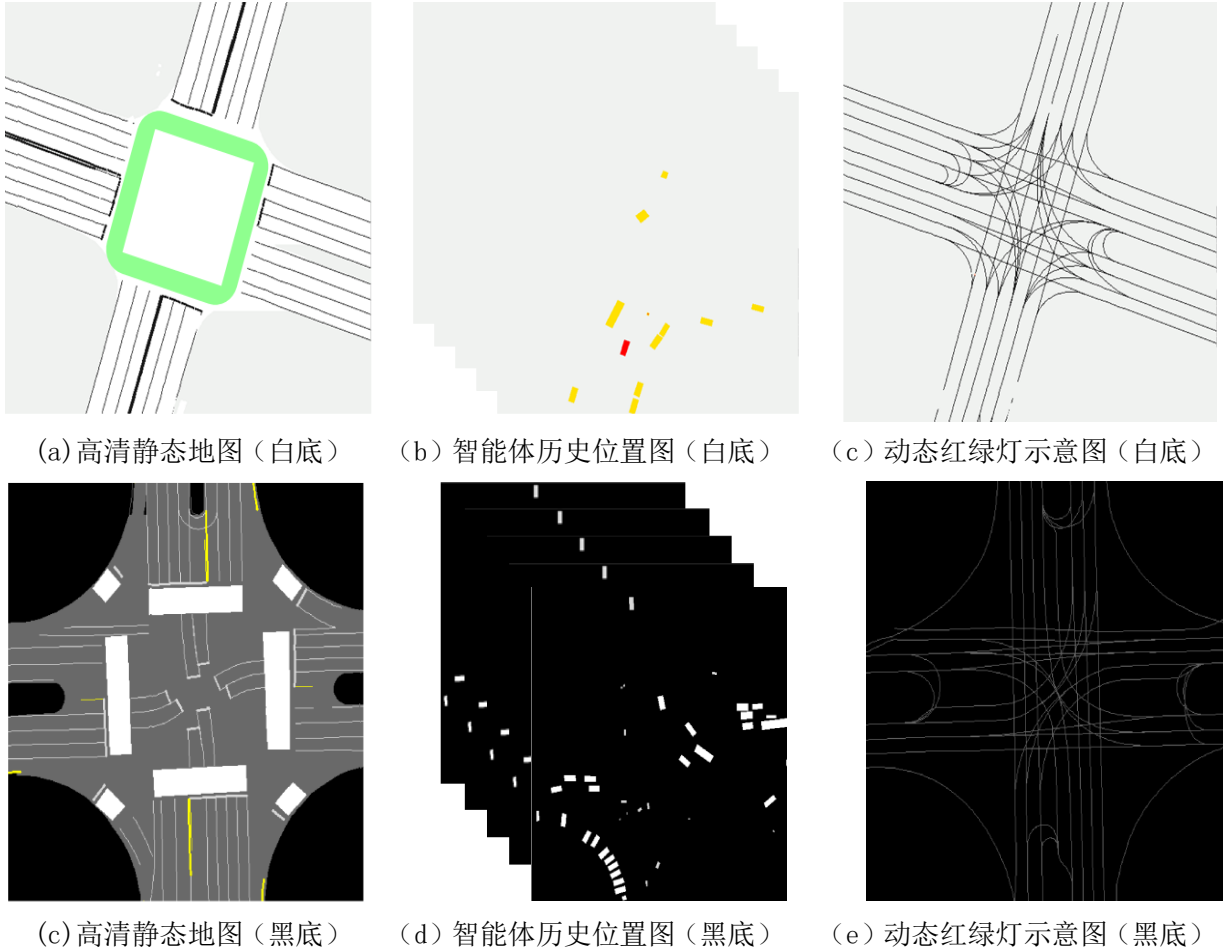 (a)高清静态地图（白底）
（b）智能体历史位置图（白底）
（c）动态红绿灯示意图（白底）
（c）高清静态地图（黑底）
（d）智能体历史位置图（黑底）
（e）动态红绿灯示意图（黑底）